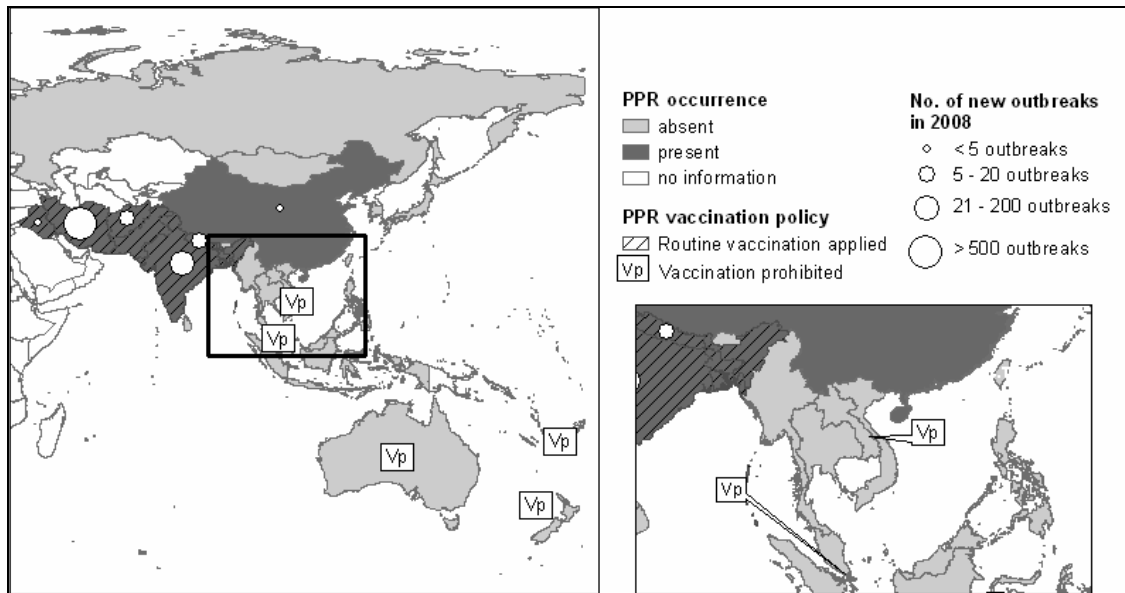 PPR occurrence
absent
present
no information
PPR vaccination policy
Routine vaccination applied
Vp Vaccination prohibited
No. of new outbreaks
in 2008
< 5 outbreaks
5 - 20 outbreaks
21 - 200 outbreaks
> 500 outbreaks
Vp
Vp
Vp
Vp
Vp
Vp
Vp